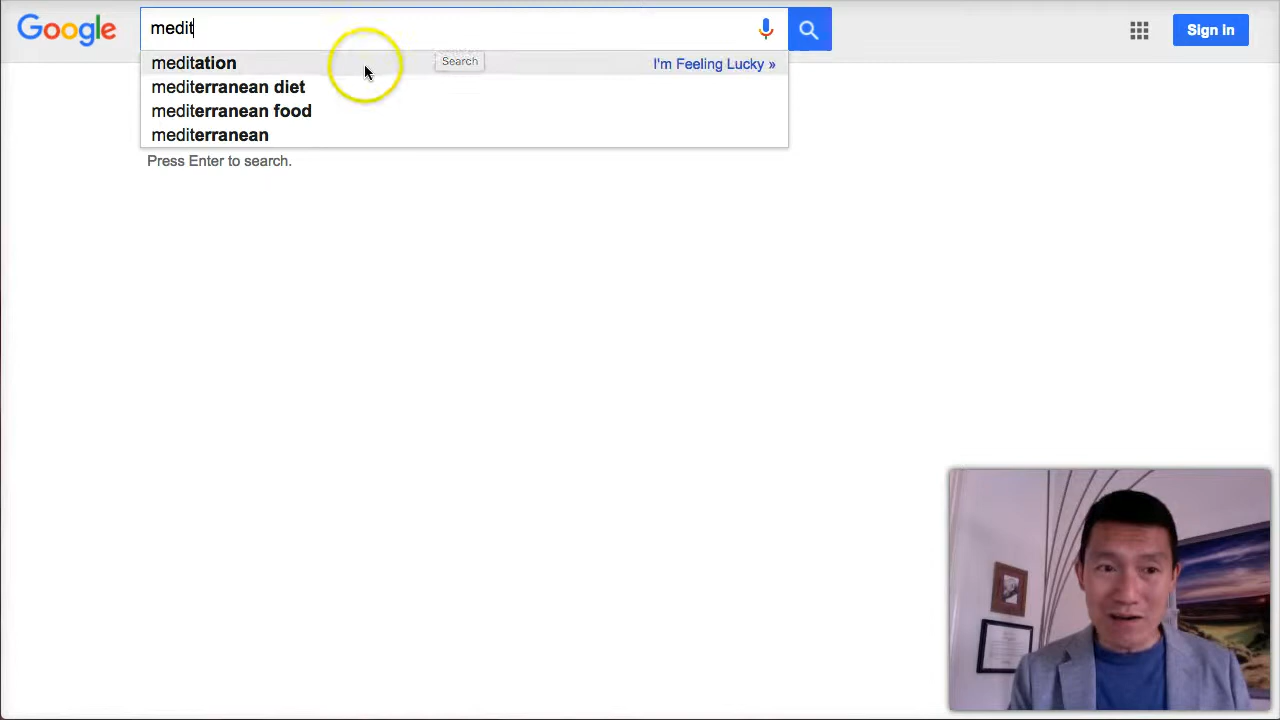 Google
medit
Sign in
meditation
Search
I'm Feeling Lucky »
mediterranean diet
mediterranean food
mediterranean
Press Enter to search.